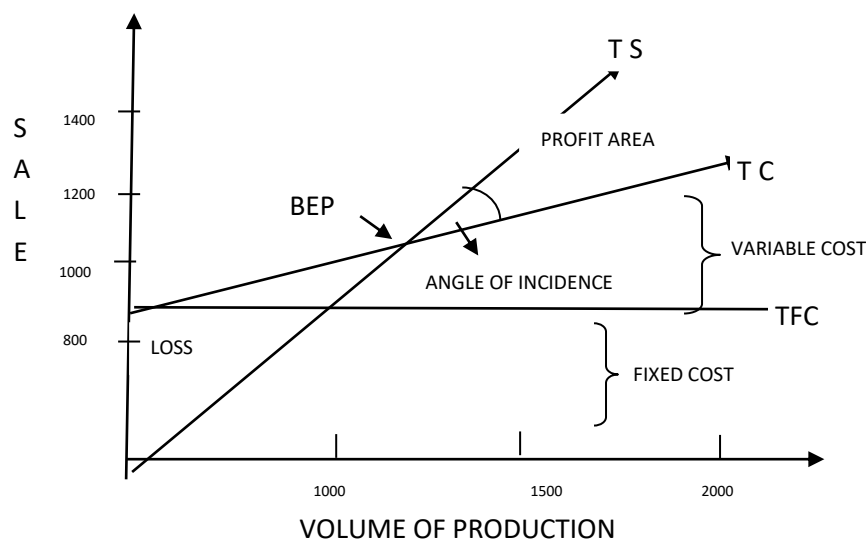 T S
S
A
L
E
1400
PROFIT AREA
T C
1200
BEP
VARIABLE COST
1000
ANGLE OF INCIDENCE
TFC
800
LOSS
FIXED COST
1000
1500
2000
VOLUME OF PRODUCTION